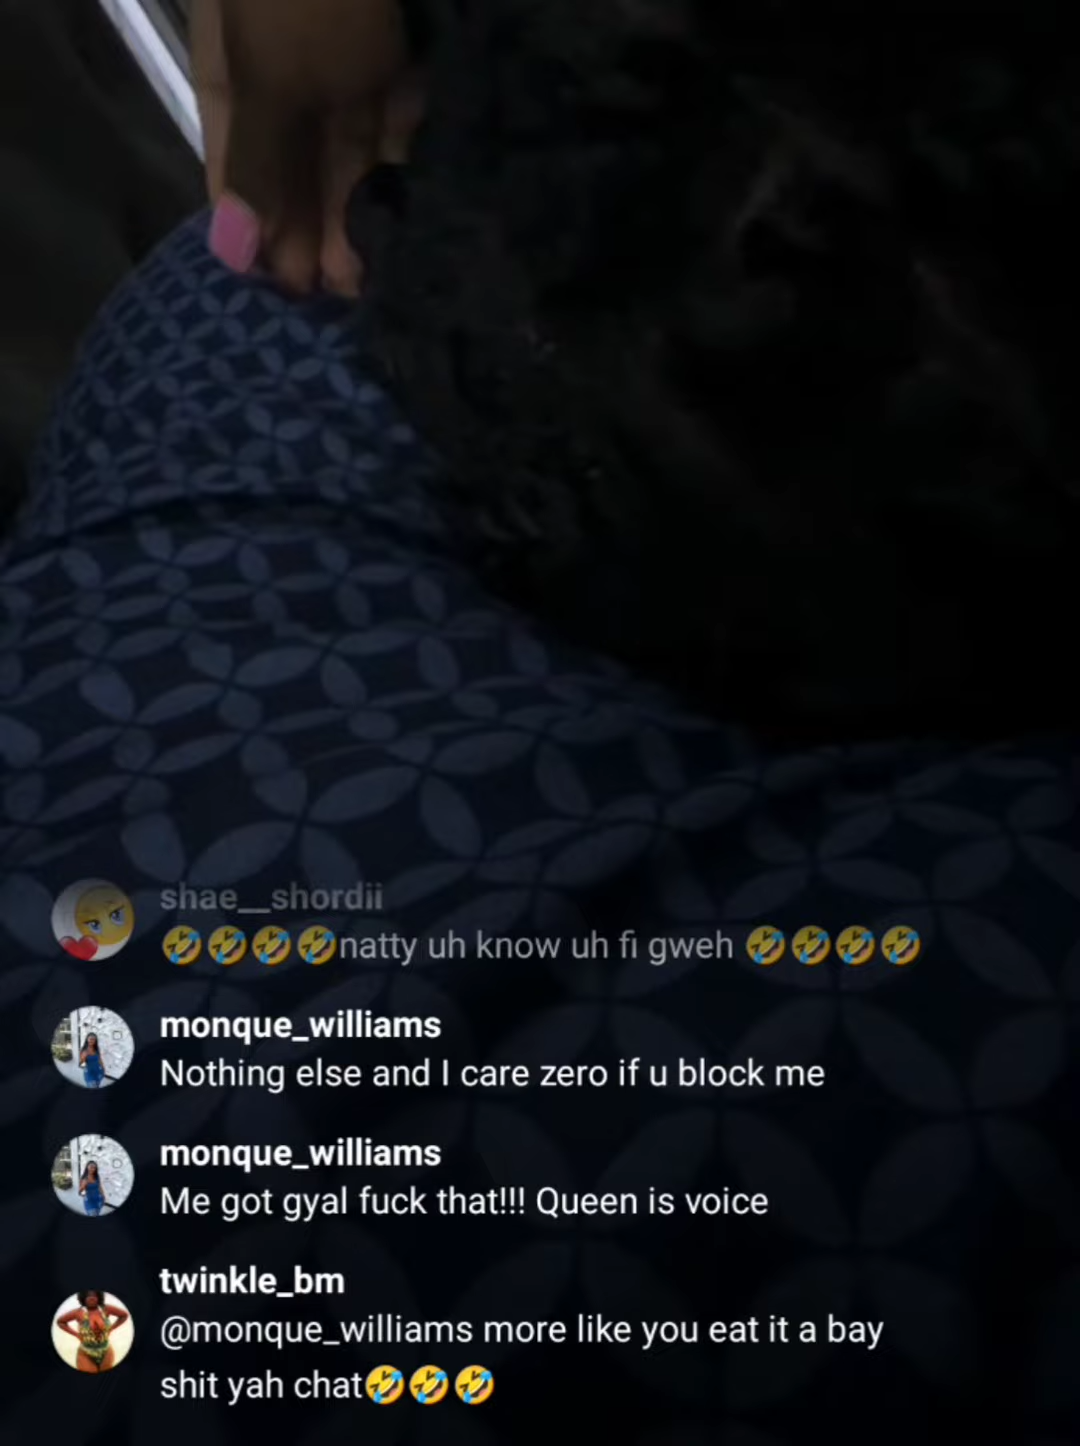 shae__shordii
🤣🤣🤣🤣natty uh know uh fi gweh 🤣🤣🤣🤣
monque_williams
Nothing else and I care zero if u block me
monque_williams
Me got gyal fuck that!!! Queen is voice
twinkle_bm
@monque_williams more like you eat it a bay
shit yah chat🤣🤣🤣